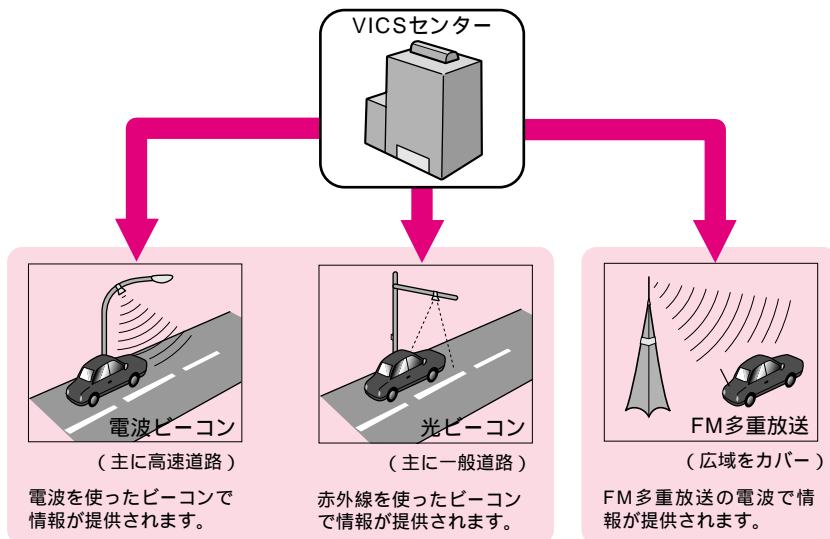 VICSセンター
電波ビーコン
(主に高速道路)
電波を使ったビーコンで
情報が提供されます。
光ビーコン
(主に一般道路)
赤外線を使ったビーコン
で情報が提供されます。
FM多重放送
(広域をカバー)
FM多重放送の電波で情
報が提供されます。